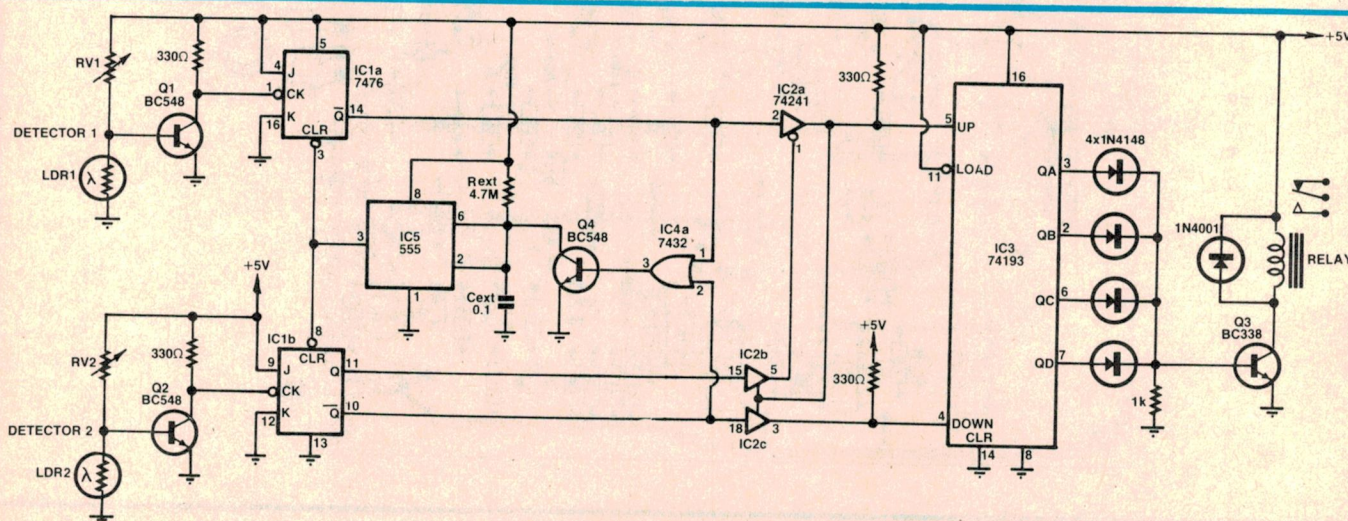 +5V
RV1
330Ω
Q1
BC548
DETECTOR 1
LDR1
λ
5
4
J
1
CK
16
K
CLR
3
Q
14
IC1a
7476
8
Rext
4.7M
3
IC5
555
6
2
1
Cext
0.1
Q4
BC548
IC4a
7432
3
1
2
IC2a
74241
2
1
330Ω
5
UP
11
LOAD
16
IC3
74193
QA
3
QB
2
QC
6
QD
7
4
DOWN
CLR
14
8
4x1N4148
1k
1N4001
RELAY
Q3
BC338
+5V
RV2
330Ω
Q2
BC548
DETECTOR 2
LDR2
λ
IC1b
8
CLR
9
J
CK
12
K
13
Q
11
Q
10
IC2b
15
5
18
3
IC2c
+5V
330Ω